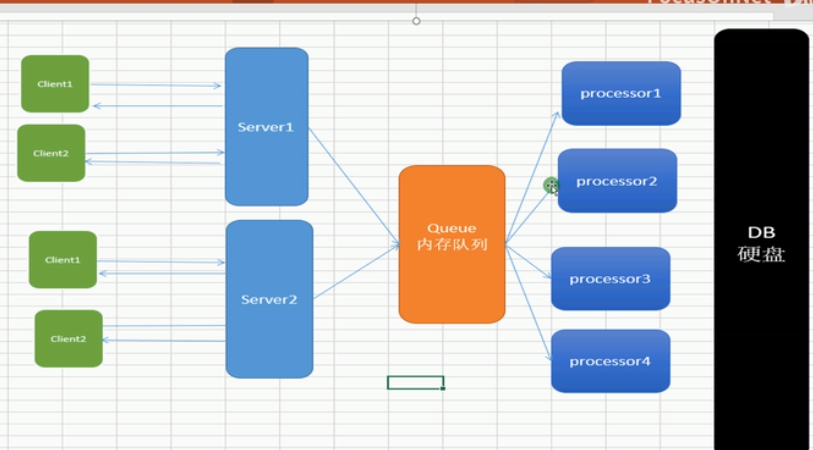 Client1
Client2
Server1
Client1
Client2
Server2
Queue
内存队列
processor1
processor2
processor3
processor4
DB
硬盘